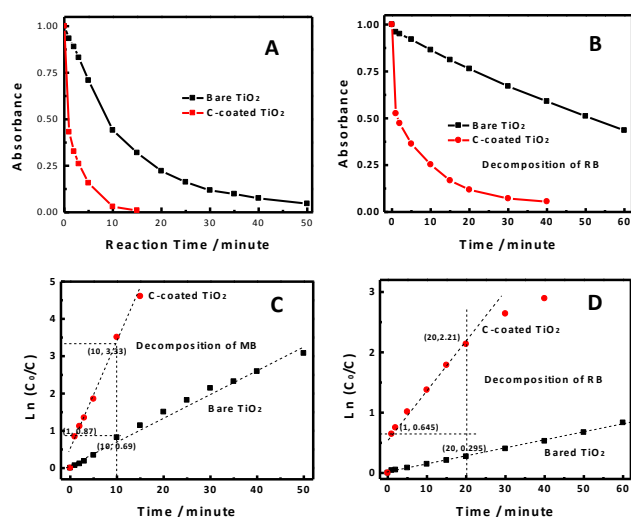 A
1.00
0.75
0.50
0.25
0.00
Absorbance
Bare TiO₂
C-coated TiO₂
0 10 20 30 40 50
Reaction Time /minute
B
1.00
0.75
0.50
0.25
0.00
Absorbance
Bare TiO₂
C-coated TiO₂
Decomposition of RB
0 10 20 30 40 50 60
Time /minute
C
5
4
3
2
1
0
Ln (C₀/C)
C-coated TiO₂
Decomposition of MB
(10, 3.33)
Bare TiO₂
(1, 0.87)
(10, 0.69)
0 10 20 30 40 50
Time /minute
D
3
2
1
0
Ln (C₀/C)
(20,2.21)
C-coated TiO₂
Decomposition of RB
(1, 0.645)
(20, 0.295)
Bared TiO₂
0 10 20 30 40 50 60
Time /minute